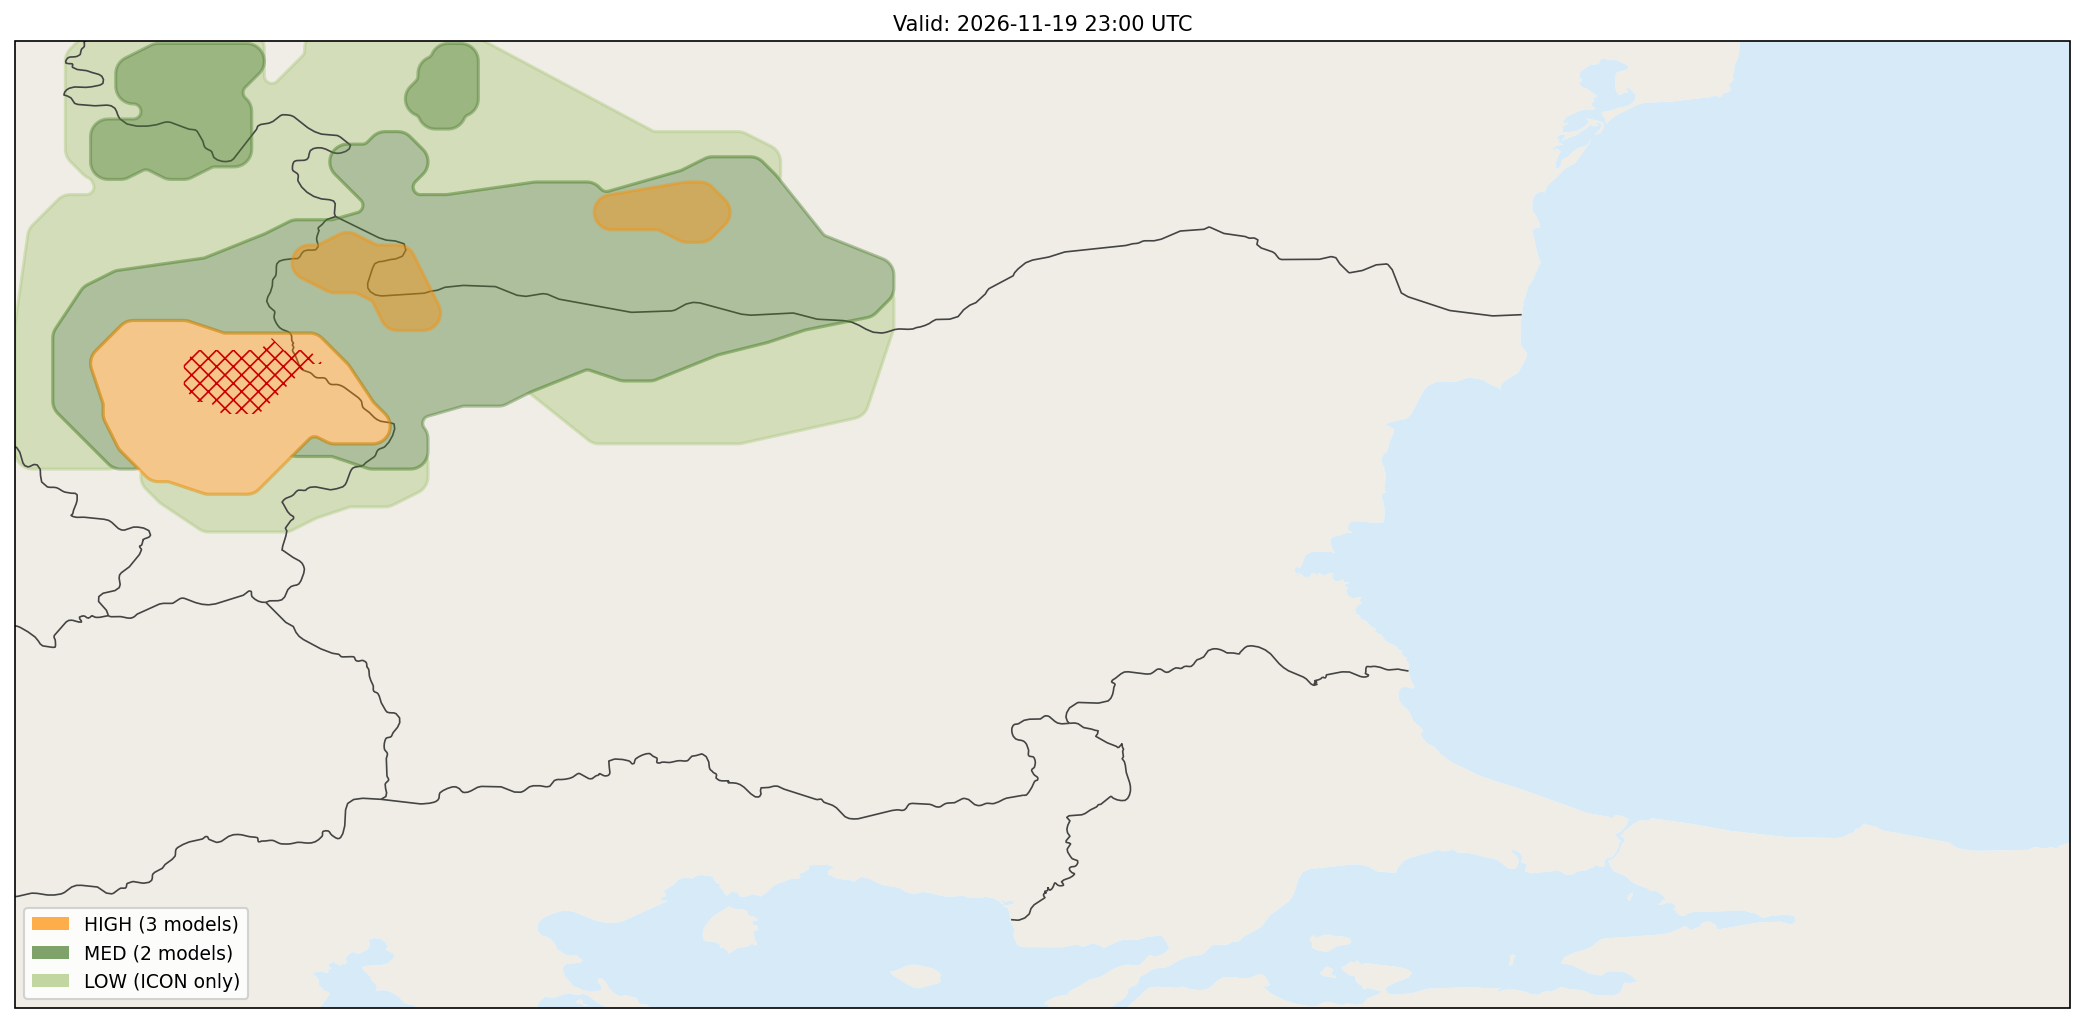 Valid: 2026-11-19 23:00 UTC
HIGH (3 models)
MED (2 models)
LOW (ICON only)